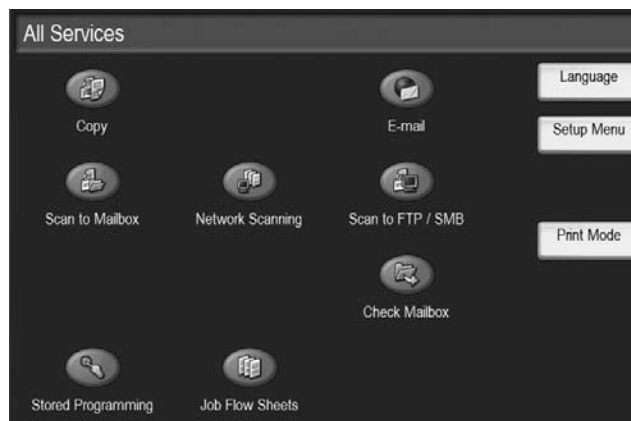 All Services
Language
Copy
E-mail
Setup Menu
Scan to Mailbox
Network Scanning
Scan to FTP / SMB
Print Mode
Check Mailbox
Stored Programming
Job Flow Sheets